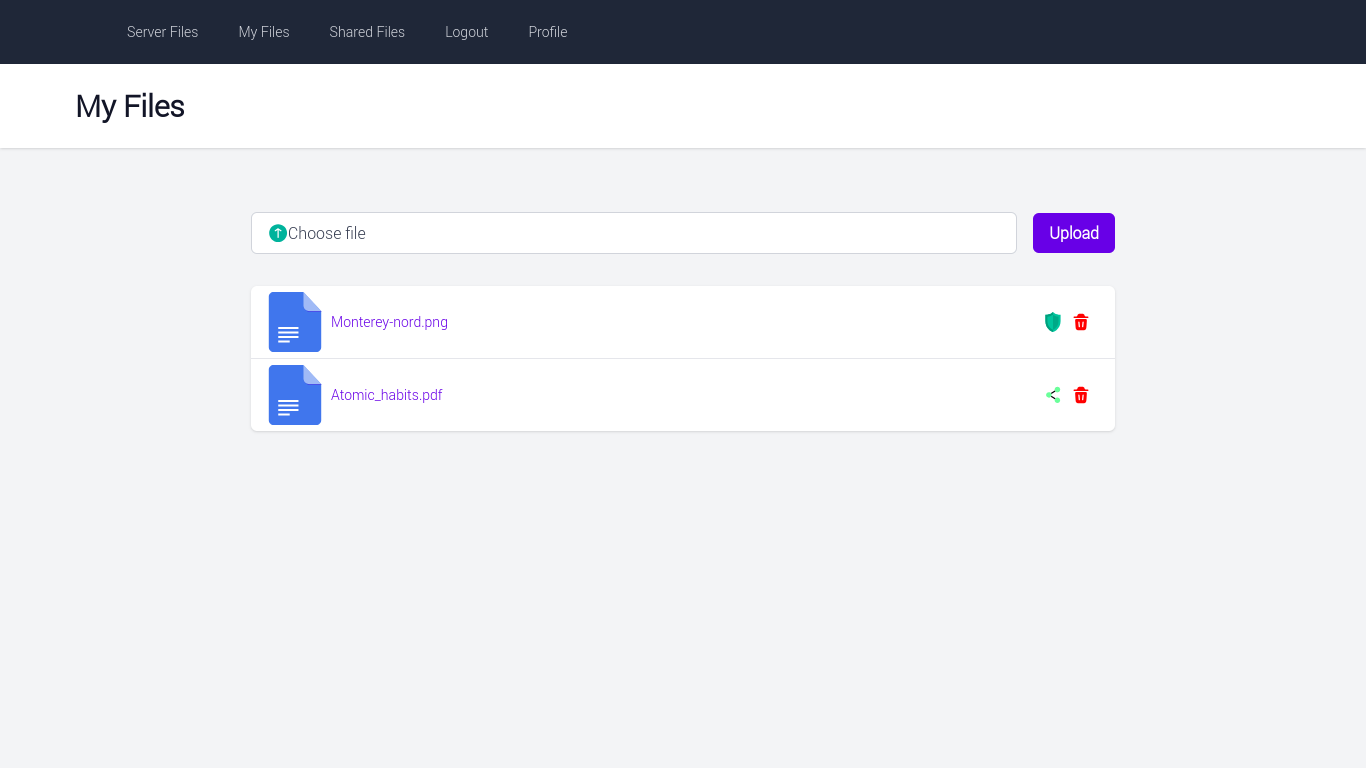 Server Files My Files Shared Files Logout Profile
My Files
Choose file
Upload
Monterey-nord.png
Atomic_habits.pdf